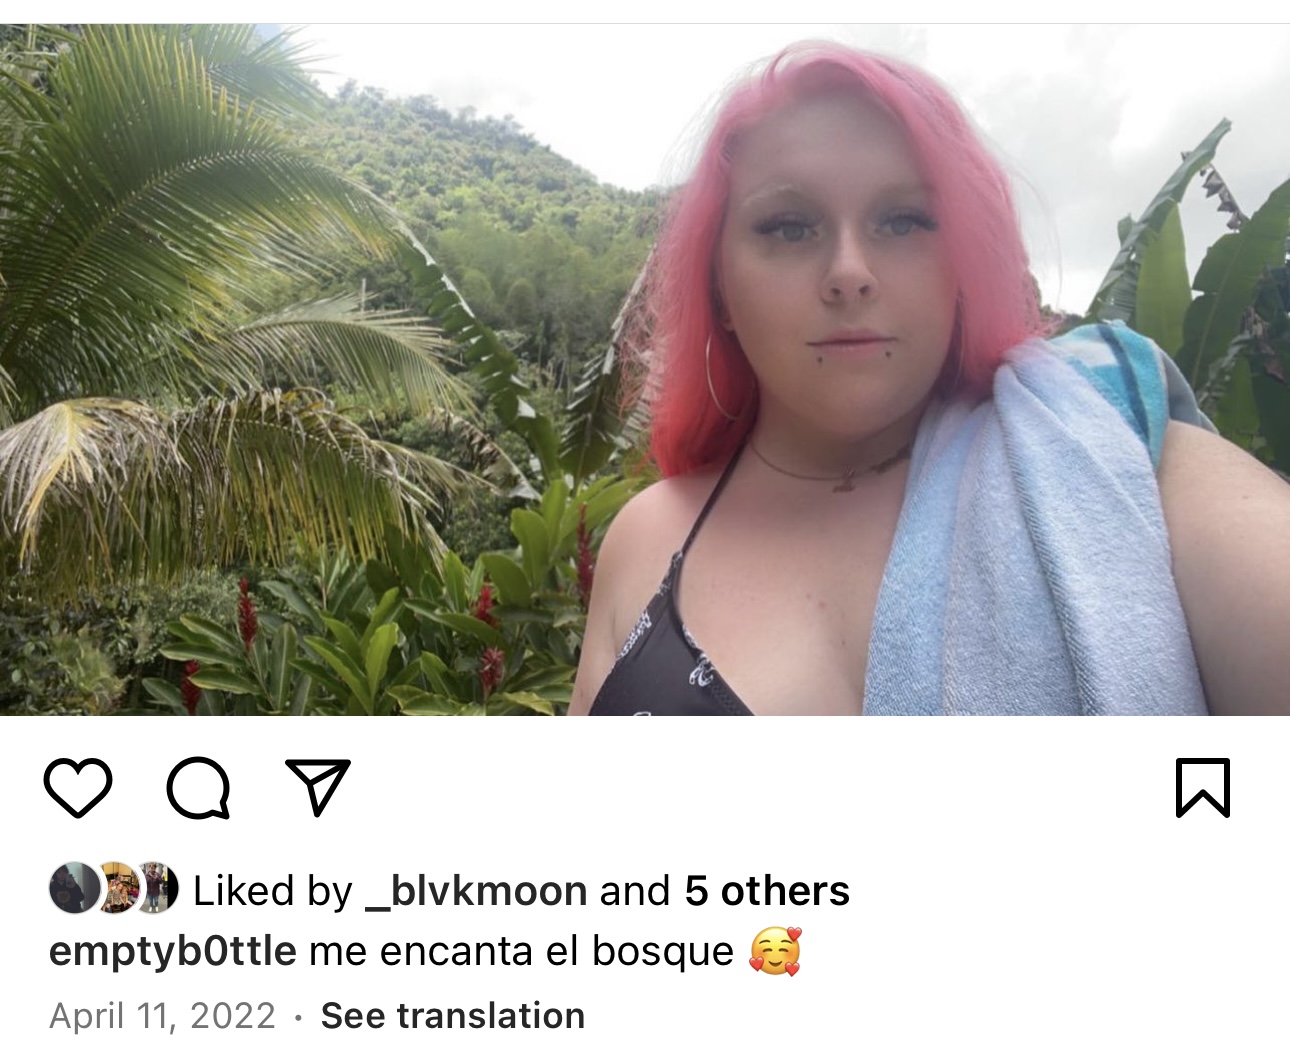 Liked by _blvkmoon and 5 others
emptyb0ttle me encanta el bosque 🥰
April 11, 2022 · See translation